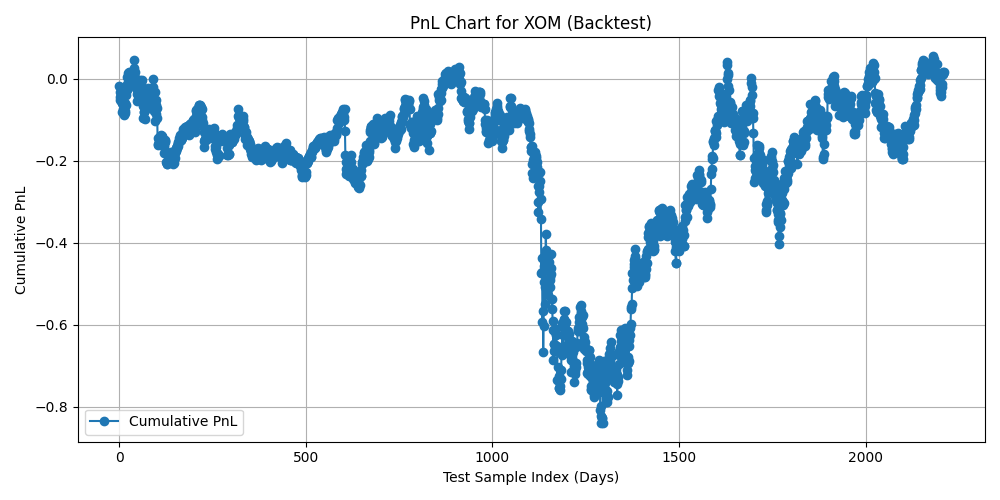 PnL Chart for XOM (Backtest)
Cumulative PnL
0.0
−0.2
−0.4
−0.6
−0.8
Cumulative PnL
0 500 1000 1500 2000
Test Sample Index (Days)